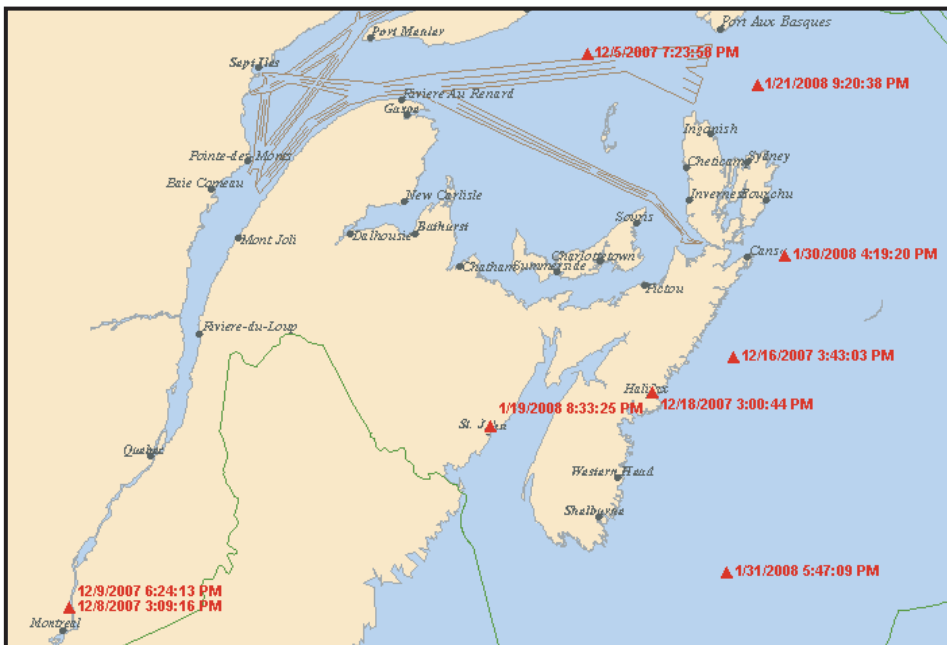 Port Menier
Port Aux Basques
12/5/2007 7:23:58 PM
Sept Iles
1/21/2008 9:20:38 PM
Riviere Au Renard
Gaspe
Inganish
Pointe-des Monts
Cheticamp
Sydney
Baie Comeau
New Carlisle
Inverness
Fourchu
Souris
Mont Joli
Dalhousie
Bathurst
Canso
1/30/2008 4:19:20 PM
Chatham
Summerside
Charlottetown
Pictou
Riviere-du-Loup
12/16/2007 3:43:03 PM
Halifax
12/18/2007 3:00:44 PM
1/19/2008 8:33:25 PM
St. John
Quebec
Western Head
Shelburne
1/31/2008 5:47:09 PM
12/9/2007 6:24:13 PM
12/8/2007 3:09:16 PM
Montreal